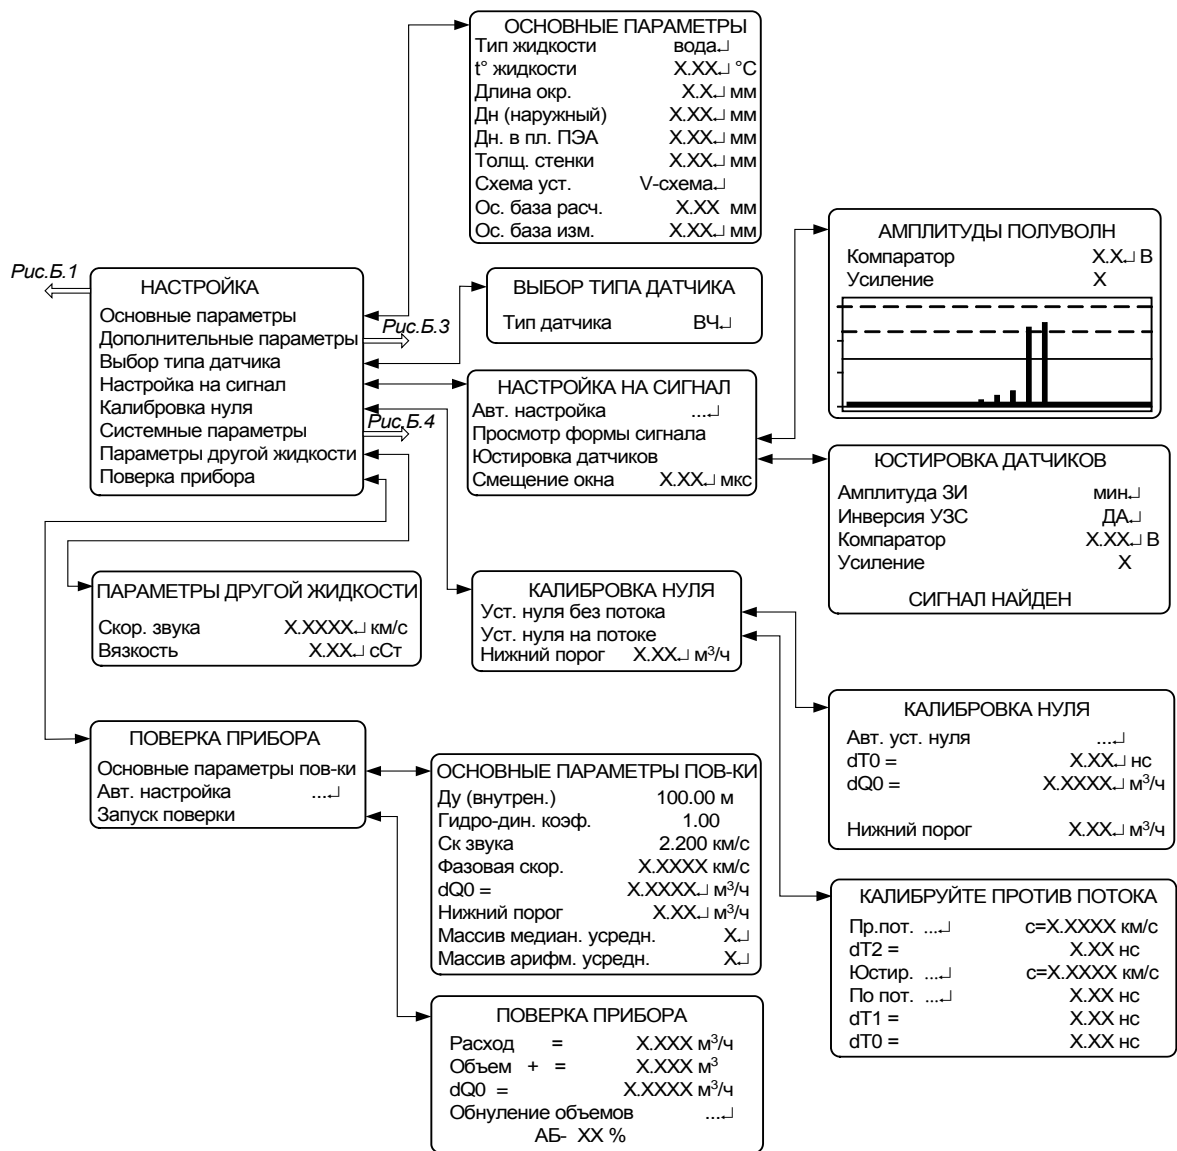 ОСНОВНЫЕ ПАРАМЕТРЫ
Тип жидкости вода↵
t° жидкости X.XX↵ °C
Длина окр. X.X↵ мм
Дн (наружный) X.XX↵ мм
Дн. в пл. ПЭА X.XX↵ мм
Толщ. стенки X.XX↵ мм
Схема уст. V-схема↵
Ос. база расч. X.XX мм
Ос. база изм. X.XX↵ мм
Рис.Б.1
НАСТРОЙКА
Основные параметры
Дополнительные параметры
Выбор типа датчика
Настройка на сигнал
Калибровка нуля
Системные параметры
Параметры другой жидкости
Поверка прибора
Рис.Б.3
Рис.Б.4
ВЫБОР ТИПА ДАТЧИКА
Тип датчика ВЧ↵
НАСТРОЙКА НА СИГНАЛ
Авт. настройка ...↵
Просмотр формы сигнала
Юстировка датчиков
Смещение окна X.XX↵ мкс
АМПЛИТУДЫ ПОЛУВОЛН
Компаратор X.X↵ В
Усиление X
ЮСТИРОВКА ДАТЧИКОВ
Амплитуда ЗИ мин↵
Инверсия УЗС ДА↵
Компаратор X.XX↵ В
Усиление X
СИГНАЛ НАЙДЕН
ПАРАМЕТРЫ ДРУГОЙ ЖИДКОСТИ
Скор. звука X.XXXX↵ км/с
Вязкость X.XX↵ сСт
КАЛИБРОВКА НУЛЯ
Уст. нуля без потока
Уст. нуля на потоке
Нижний порог X.XX↵ м³/ч
КАЛИБРОВКА НУЛЯ
Авт. уст. нуля ...↵
dT0 = X.XX↵ нс
dQ0 = X.XXXX↵ м³/ч
Нижний порог X.XX↵ м³/ч
ПОВЕРКА ПРИБОРА
Основные параметры пов-ки
Авт. настройка ...↵
Запуск поверки
ОСНОВНЫЕ ПАРАМЕТРЫ ПОВ-КИ
Ду (внутрен.) 100.00 м
Гидро-дин. коэф. 1.00
Ск звука 2.200 км/с
Фазовая скор. X.XXXX км/с
dQ0 = X.XXXX↵ м³/ч
Нижний порог X.XX↵ м³/ч
Массив медиан. усредн. X↵
Массив арифм. усредн. X↵
КАЛИБРУЙТЕ ПРОТИВ ПОТОКА
Пр.пот. ...↵ c=X.XXXX км/с
dT2 = X.XX нс
Юстир. ...↵ c=X.XXXX км/с
По пот. ...↵ X.XX нс
dT1 = X.XX нс
dT0 = X.XX нс
ПОВЕРКА ПРИБОРА
Расход = X.XXX м³/ч
Объем + = X.XXX м³
dQ0 = X.XXXX м³/ч
Обнуление объемов ...↵
АБ- XX %